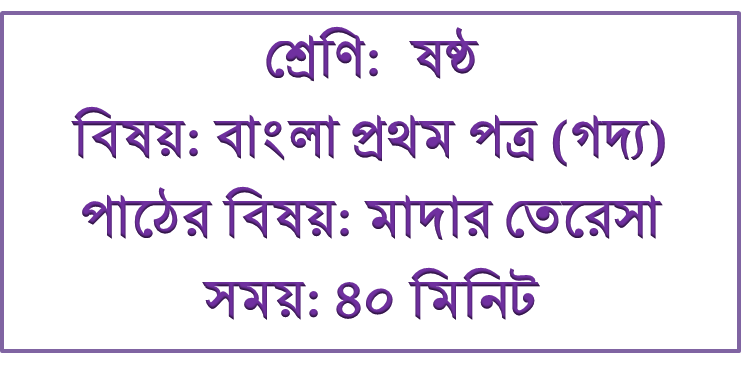 শ্রেণি: ষষ্ঠ
বিষয়: বাংলা প্রথম পত্র (গদ্য)
পাঠের বিষয়: মাদার তেরেসা
সময়: ৪০ মিনিট